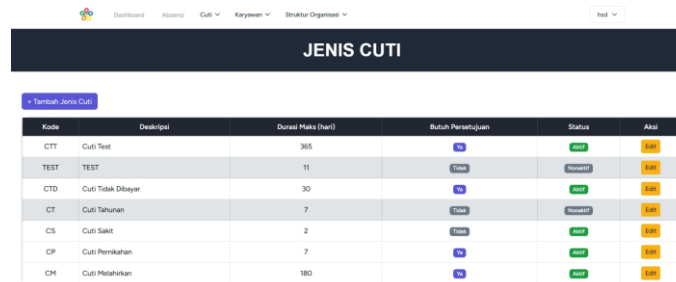 Dashboard Absensi Cuti Karyawan Struktur Organisasi hsd
JENIS CUTI
+ Tambah Jenis Cuti
Kode Deskripsi Durasi Maks (hari) Butuh Persetujuan Status Aksi
CTT Cuti Test 365 Ya Aktif Edit
TEST TEST 11 Tidak Nonaktif Edit
CTD Cuti Tidak Dibayar 30 Ya Aktif Edit
CT Cuti Tahunan 7 Tidak Nonaktif Edit
CS Cuti Sakit 2 Tidak Aktif Edit
CP Cuti Pernikahan 7 Ya Aktif Edit
CM Cuti Melahirkan 180 Ya Aktif Edit